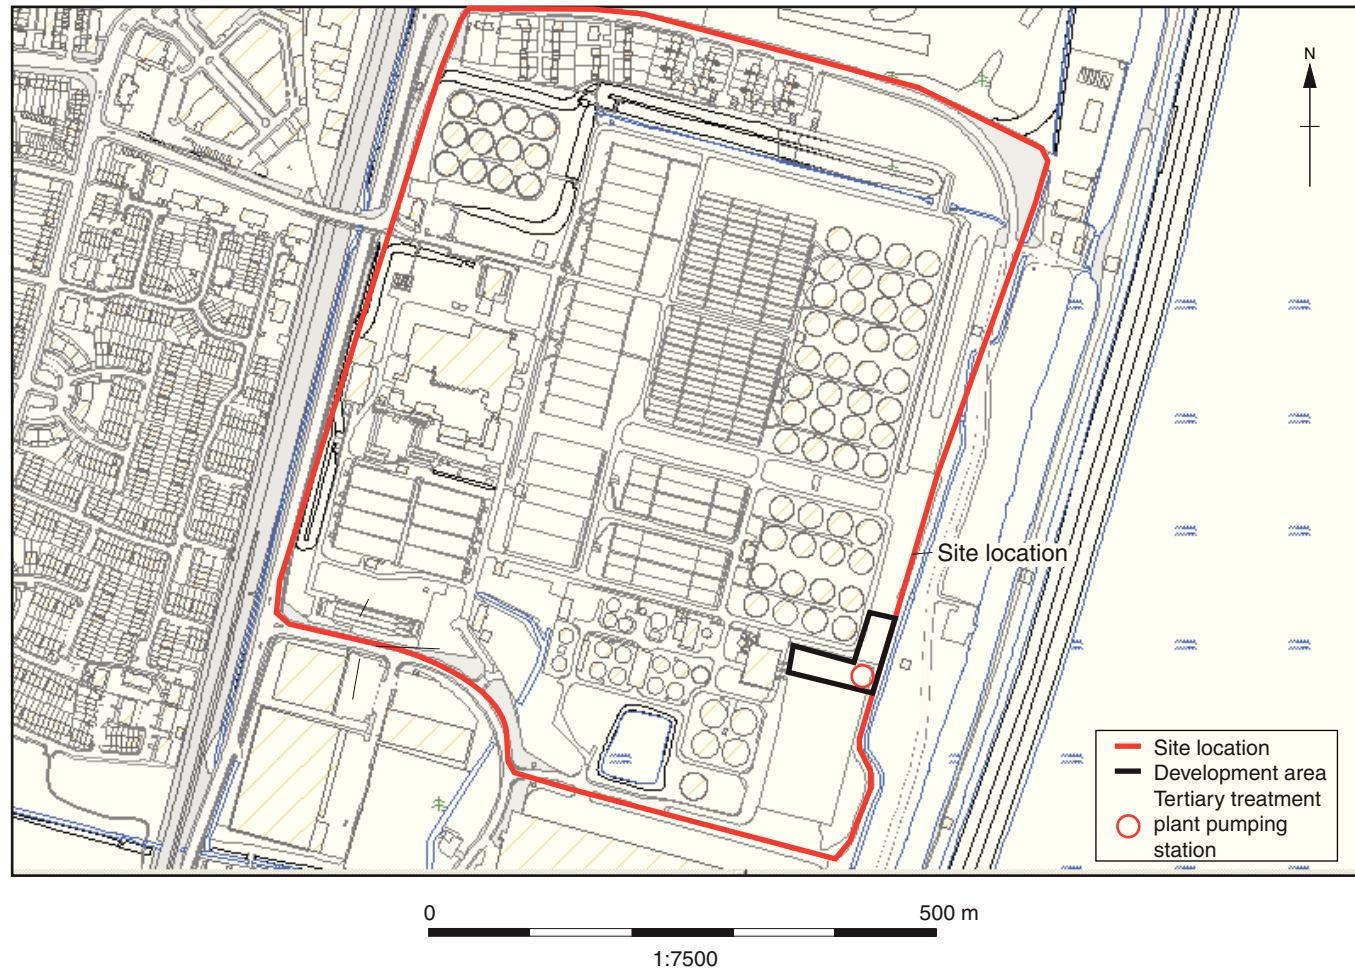 N
Site location
Site location
Development area
Tertiary treatment
plant pumping
station
0 500 m
1:7500